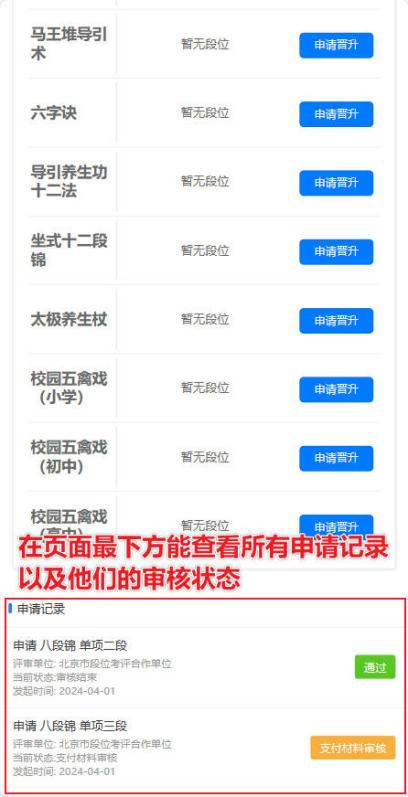 马王堆导引
术
暂无段位
申请晋升
六字诀
暂无段位
申请晋升
导引养生功
十二法
暂无段位
申请晋升
坐式十二段
锦
暂无段位
申请晋升
太极养生杖
暂无段位
申请晋升
校园五禽戏
（小学）
暂无段位
申请晋升
校园五禽戏
（初中）
暂无段位
申请晋升
校园五禽戏
（高中）
暂无段位
申请晋升
在页面最下方能查看所有申请记录
以及他们的审核状态
申请记录
申请 八段锦 单项二段
评审单位: 北京市段位考评合作单位
当前状态:审核结束
发起时间: 2024-04-01
通过
申请 八段锦 单项三段
评审单位: 北京市段位考评合作单位
当前状态:支付材料审核
发起时间: 2024-04-01
支付材料审核